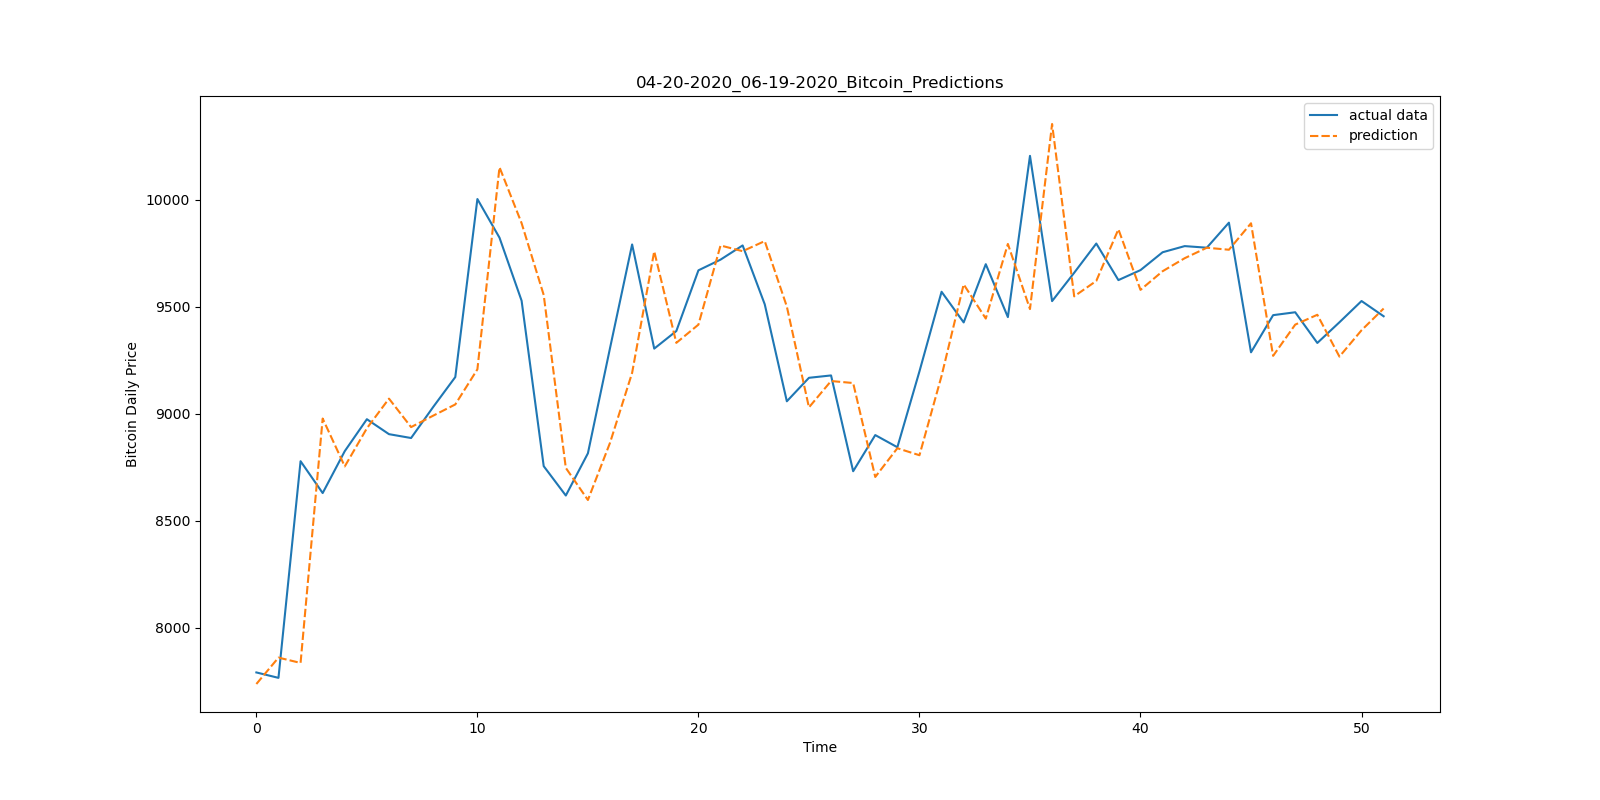 04-20-2020_06-19-2020_Bitcoin_Predictions
actual data
prediction
Bitcoin Daily Price
10000
9500
9000
8500
8000
0 10 20 30 40 50
Time